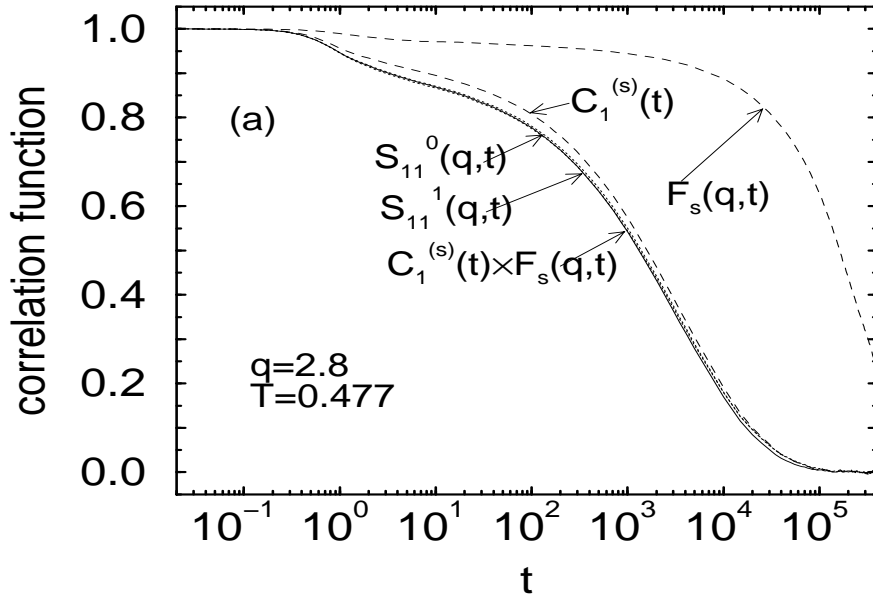 correlation function
1.0
0.8
0.6
0.4
0.2
0.0
(a)
C₁⁽ˢ⁾(t)
S₁₁⁰(q,t)
S₁₁¹(q,t)
C₁⁽ˢ⁾(t)×Fₛ(q,t)
Fₛ(q,t)
q=2.8
T=0.477
10⁻¹ 10⁰ 10¹ 10² 10³ 10⁴ 10⁵
t